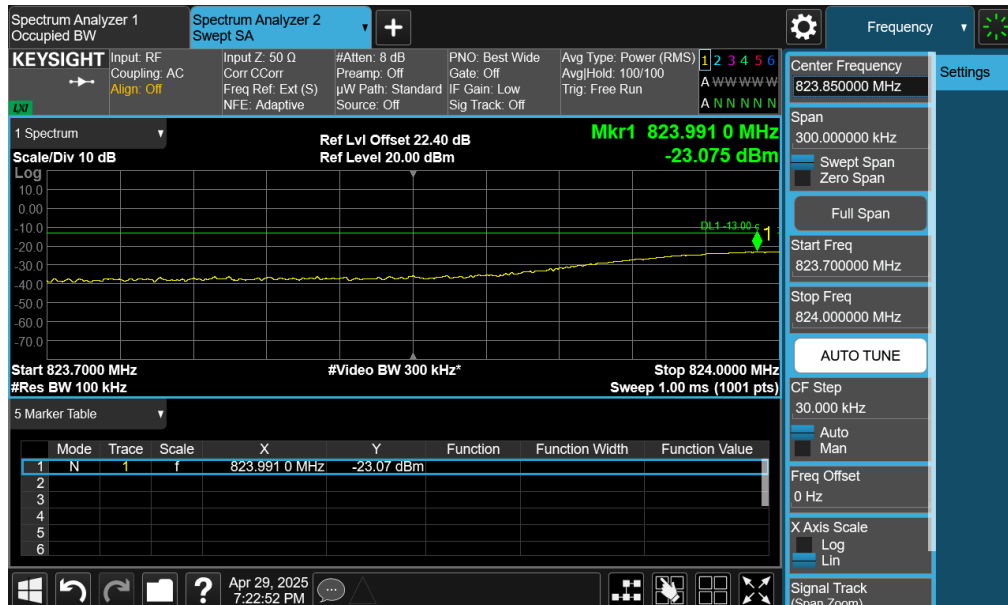 Spectrum Analyzer 1
Occupied BW
Spectrum Analyzer 2
Swept SA
Frequency
KEYSIGHT
LXI
Input: RF
Coupling: AC
Align: Off
Input Z: 50 Ω
Corr CCorr
Freq Ref: Ext (S)
NFE: Adaptive
#Atten: 8 dB
Preamp: Off
µW Path: Standard
Source: Off
PNO: Best Wide
Gate: Off
IF Gain: Low
Sig Track: Off
Avg Type: Power (RMS)
Avg|Hold: 100/100
Trig: Free Run
1 2 3 4 5 6
A W W W W W
A N N N N N
1 Spectrum
Scale/Div 10 dB
Ref Lvl Offset 22.40 dB
Ref Level 20.00 dBm
Mkr1 823.991 0 MHz
-23.075 dBm
Log
10.0
0.00
-10.0
-20.0
-30.0
-40.0
-50.0
-60.0
-70.0
DL1 -13.00
1
Start 823.7000 MHz
#Res BW 100 kHz
#Video BW 300 kHz*
Stop 824.0000 MHz
Sweep 1.00 ms (1001 pts)
5 Marker Table
Mode Trace Scale X Y Function Function Width Function Value
1 N 1 f 823.991 0 MHz -23.07 dBm
2
3
4
5
6
Center Frequency
823.850000 MHz
Span
300.000000 kHz
Swept Span
Zero Span
Full Span
Start Freq
823.700000 MHz
Stop Freq
824.000000 MHz
AUTO TUNE
CF Step
30.000 kHz
Auto
Man
Freq Offset
0 Hz
X Axis Scale
Log
Lin
Signal Track
(Span Zoom)
Settings
?
Apr 29, 2025
7:22:52 PM